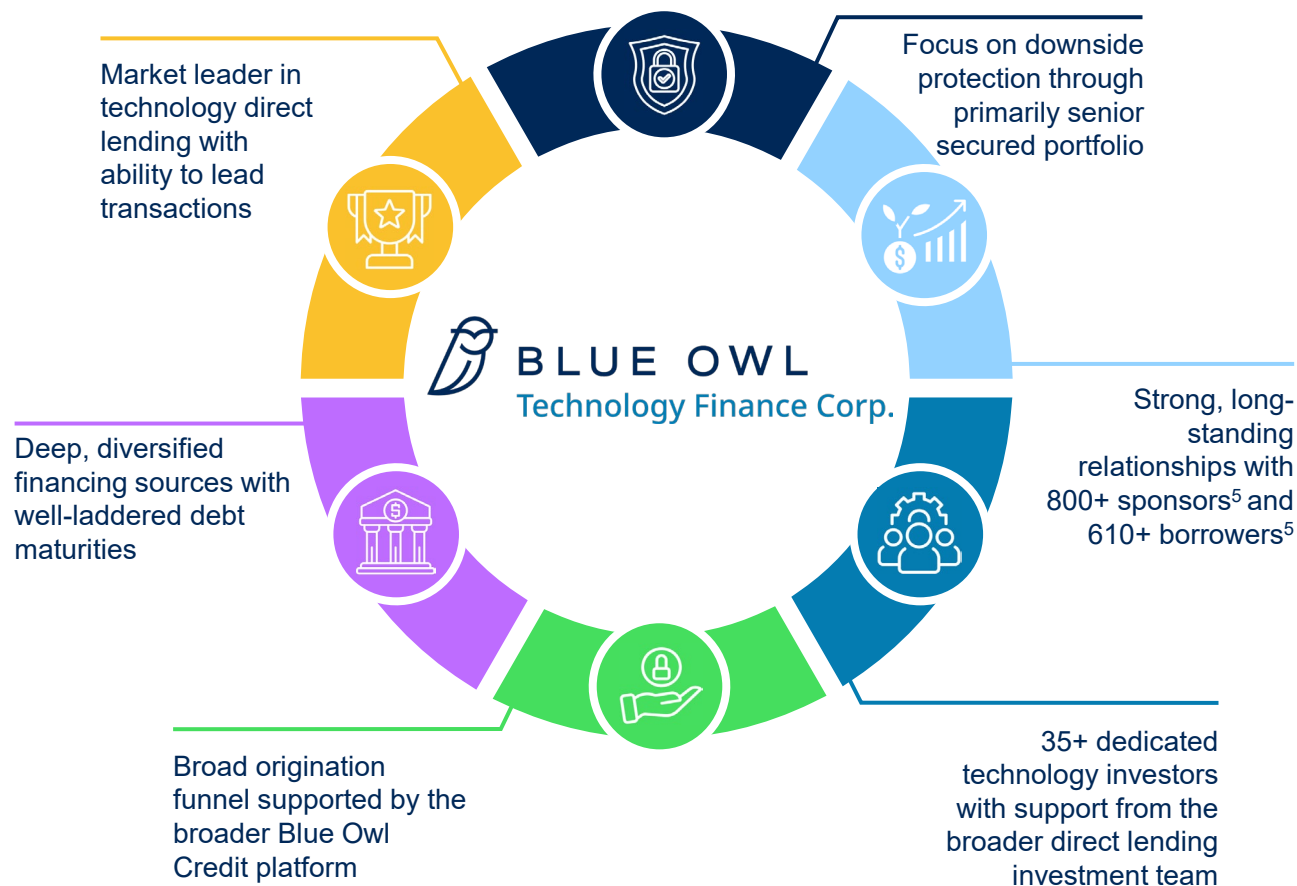 Market leader in
technology direct
lending with
ability to lead
transactions
Focus on downside
protection through
primarily senior
secured portfolio
BLUE OWL
Technology Finance Corp.
Strong, long-
standing
relationships with
800+ sponsors⁵ and
610+ borrowers⁵
Deep, diversified
financing sources with
well-laddered debt
maturities
Broad origination
funnel supported by the
broader Blue Owl
Credit platform
35+ dedicated
technology investors
with support from the
broader direct lending
investment team
$
$